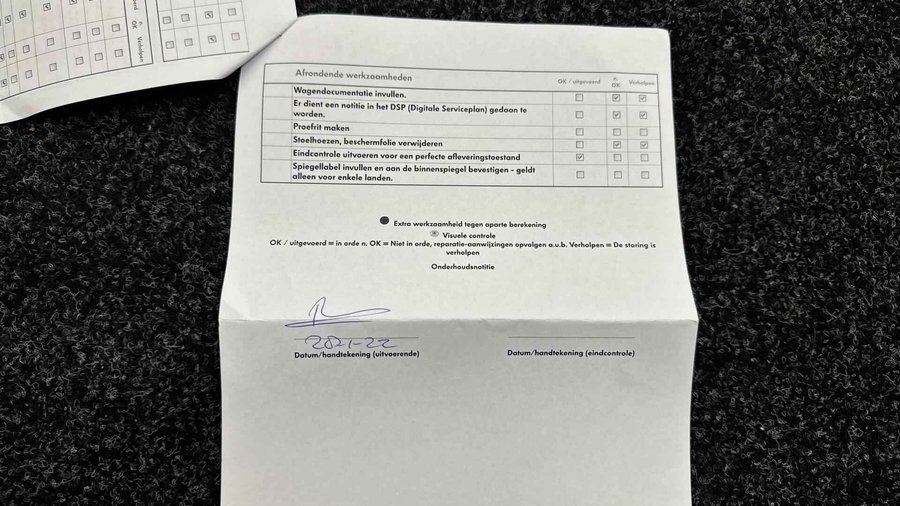 Afrondende werkzaamheden
OK / uitgevoerd
n. OK
Verholpen
Wagendocumentatie invullen.
Er dient een notitie in het DSP (Digitale Serviceplan) gedaan te
worden.
Proefrit maken
Stoelhoezen, beschermfolie verwijderen
Eindcontrole uitvoeren voor een perfecte afleveringstoestand
Spiegellabel invullen en aan de binnenspiegel bevestigen - geldt
alleen voor enkele landen.
Extra werkzaamheid tegen aparte berekening
Visuele controle
OK / uitgevoerd = in orde n. OK = Niet in orde, reparatie-aanwijzingen opvolgen a.u.b. Verholpen = De storing is
verholpen
Onderhoudsnotitie
Datum/handtekening (uitvoerende)
Datum/handtekening (eindcontrole)
n. OK
Verholpen